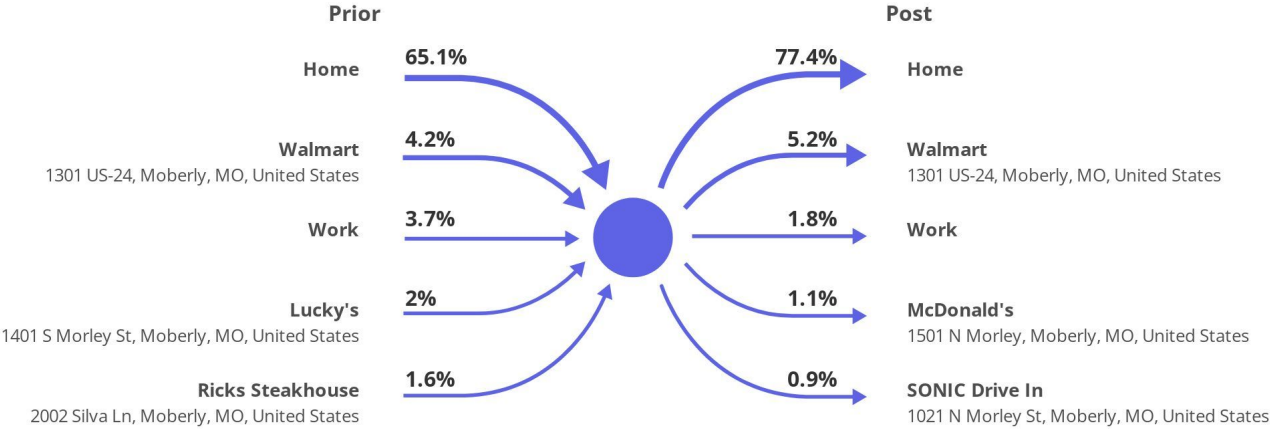 Prior
Post
65.1%
Home
77.4%
Home
4.2%
Walmart
1301 US-24, Moberly, MO, United States
5.2%
Walmart
1301 US-24, Moberly, MO, United States
3.7%
Work
1.8%
Work
2%
Lucky's
1401 S Morley St, Moberly, MO, United States
1.1%
McDonald's
1501 N Morley, Moberly, MO, United States
1.6%
Ricks Steakhouse
2002 Silva Ln, Moberly, MO, United States
0.9%
SONIC Drive In
1021 N Morley St, Moberly, MO, United States